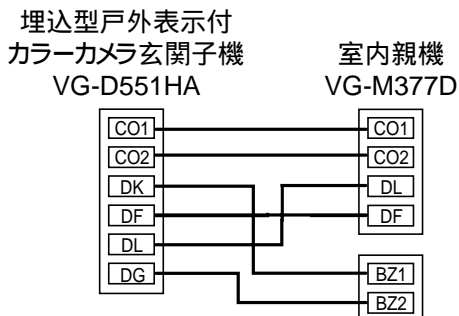 埋込型戸外表示付
カラーカメラ玄関子機
VG-D551HA
室内親機
VG-M377D
CO1
CO2
DK
DF
DL
DG
CO1
CO2
DL
DF
BZ1
BZ2